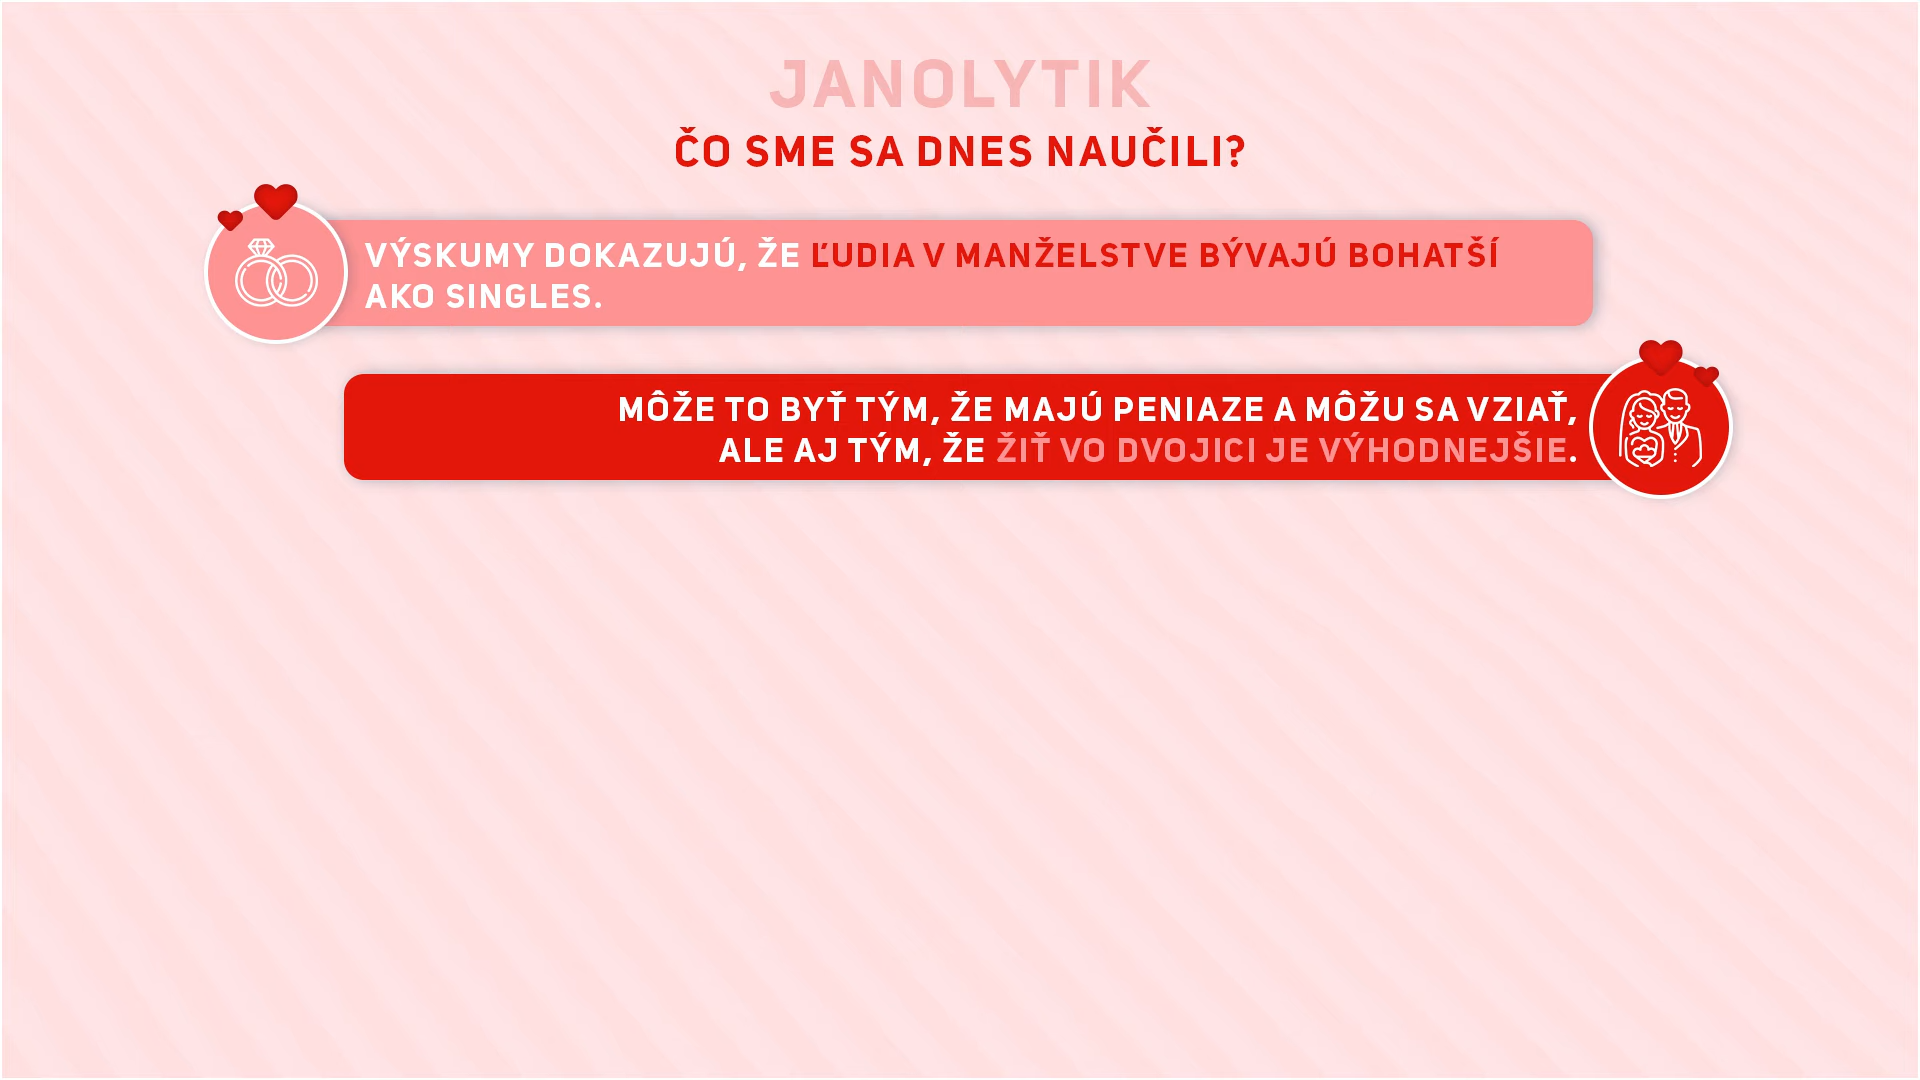 JANOLYTIK
ČO SME SA DNES NAUČILI?
VÝSKUMY DOKAZUJÚ, ŽE ĽUDIA V MANŽELSTVE BÝVAJÚ BOHATŠÍ
AKO SINGLES.
MÔŽE TO BYŤ TÝM, ŽE MAJÚ PENIAZE A MÔŽU SA VZIAŤ,
ALE AJ TÝM, ŽE ŽIŤ VO DVOJICI JE VÝHODNEJŠIE.